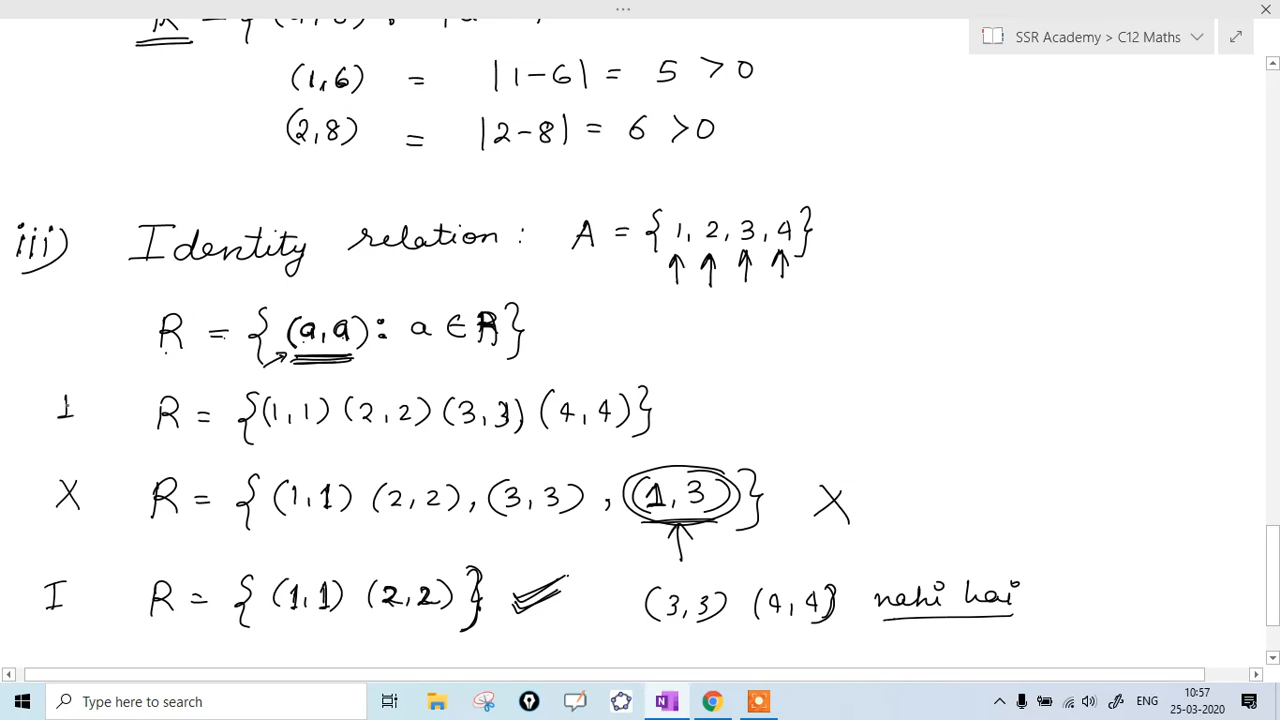 SSR Academy > C12 Maths
(1,6) = |1-6| = 5 >0
(2,8) = |2-8| = 6 >0
iii) Identity relation : A = {1, 2, 3, 4}
R = {(a,a): a ∈ R}
I R = {(1,1) (2,2) (3,3) (4,4)}
X R = {(1,1) (2,2), (3,3) , (1,3)} X
I R = {(1,1) (2,2)} ✓ (3,3) (4,4) nahi hai
Type here to search
ENG
10:57
25-03-2020